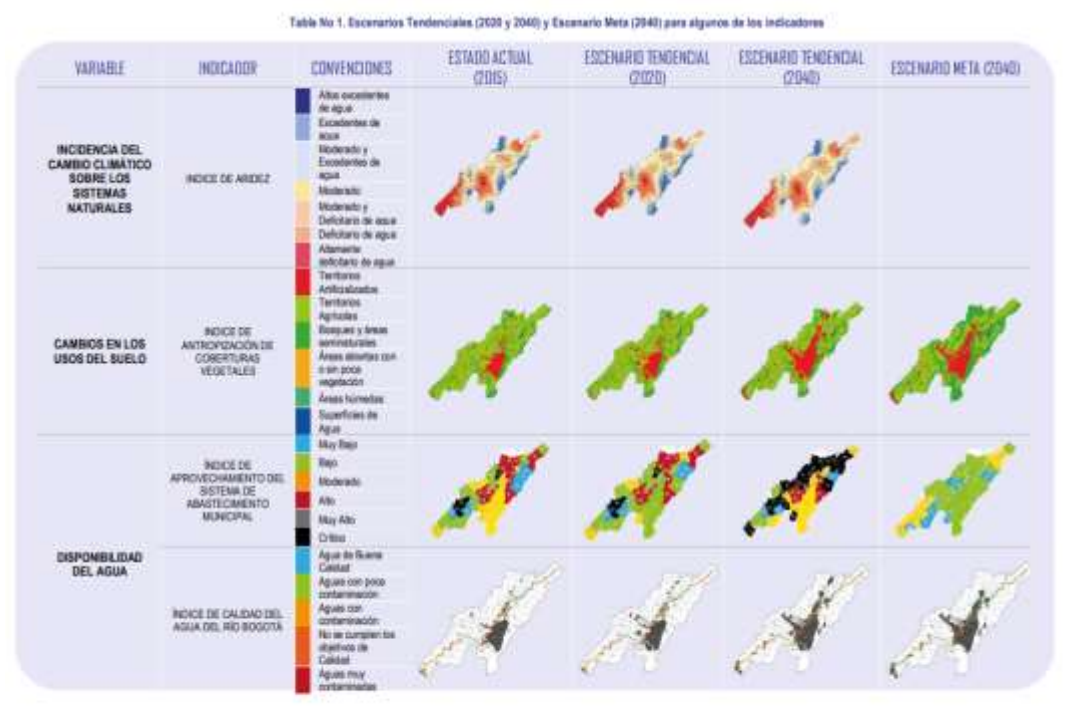 Table No 1. Escenarios Tendenciales (2020 y 2040) y Escenario Meta (2040) para algunos de los indicadores
VARIABLE
INDICADOR
CONVENCIONES
ESTADO ACTUAL
(2015)
ESCENARIO TENDENCIAL
(2020)
ESCENARIO TENDENCIAL
(2040)
ESCENARIO META (2040)
INCIDENCIA DEL
CAMBIO CLIMÁTICO
SOBRE LOS
SISTEMAS
NATURALES
INDICE DE ARIDEZ
Altos excedentes
de agua
Excedentes de
agua
Moderado y
Excedentes de
agua
Moderado
Moderado y
Deficitario de agua
Deficitario de agua
Altamente
deficitario de agua
CAMBIOS EN LOS
USOS DEL SUELO
INDICE DE
ANTROPIZACIÓN DE
COBERTURAS
VEGETALES
Territorios
Artificializados
Territorios
Agrícolas
Bosques y áreas
seminaturales
Áreas abiertas con
o sin poca
vegetación
Áreas húmedas
Superficies de
Agua
DISPONIBILIDAD
DEL AGUA
ÍNDICE DE
APROVECHAMIENTO DEL
SISTEMA DE
ABASTECIMIENTO
MUNICIPAL
Muy Bajo
Bajo
Moderado
Alto
Muy Alto
Crítico
ÍNDICE DE CALIDAD DEL
AGUA DEL RÍO BOGOTÁ
Agua de Buena
Calidad
Aguas con poca
contaminación
Aguas con
contaminación
No se cumplen los
objetivos de
Calidad
Aguas muy
contaminadas